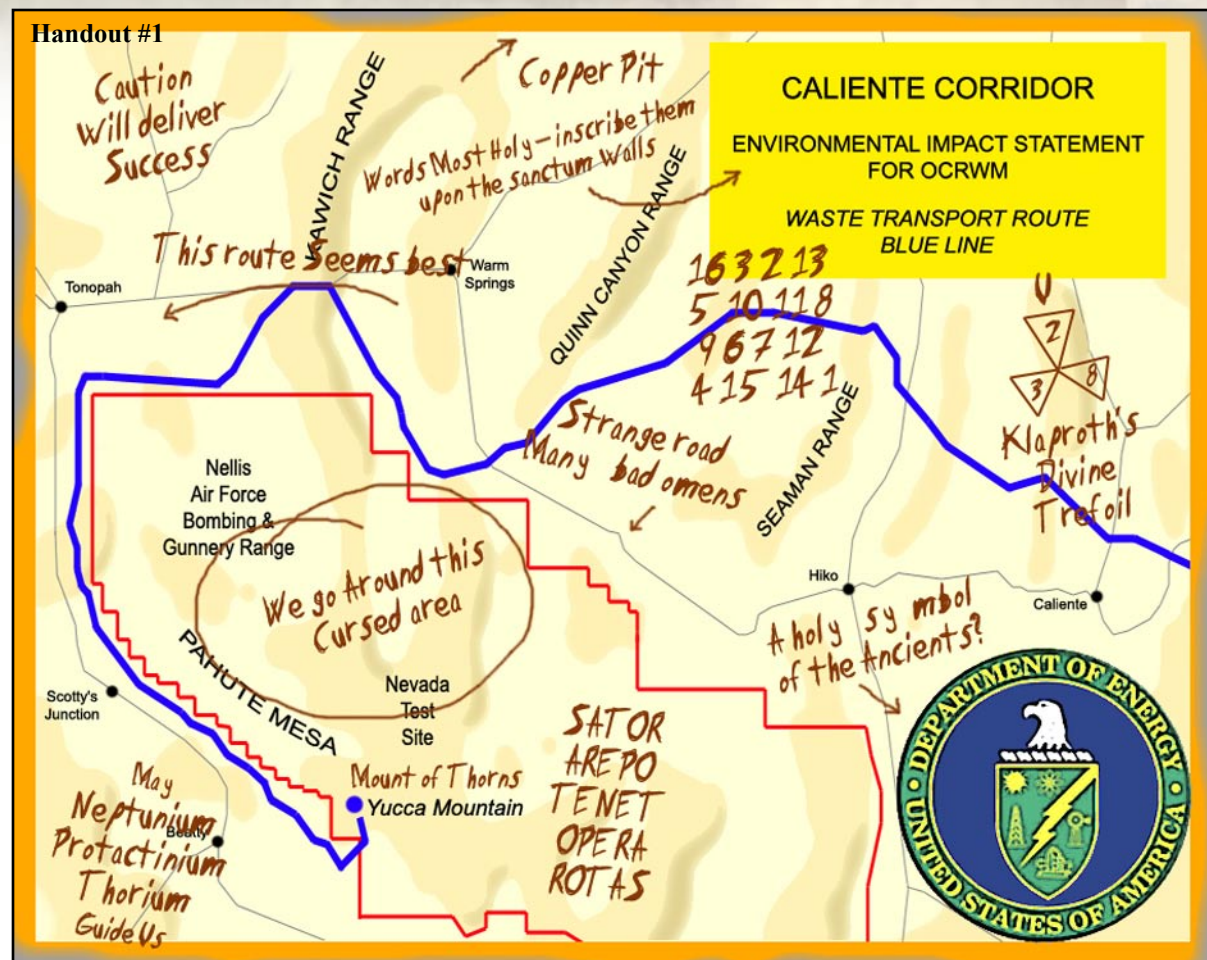 Handout #1
Caution
Will deliver
Success
KAWICH RANGE
Copper Pit
Words Most Holy-inscribe them
upon the sanctum Walls
CALIENTE CORRIDOR
ENVIRONMENTAL IMPACT STATEMENT
FOR OCRWM
WASTE TRANSPORT ROUTE
BLUE LINE
This route Seems best
Tonopah
Warm
Springs
QUINN CANYON RANGE
16 3 2 13
5 10 11 8
9 6 7 12
4 15 14 1
U
2
3
8
Klaproth's
Divine
Trefoil
Strange road
Many bad omens
SEAMAN RANGE
Nellis
Air Force
Bombing &
Gunnery Range
We go Around this
Cursed area
Hiko
Caliente
A holy symbol
of the Ancients?
PAHUTE MESA
Scotty's
Junction
Nevada
Test
Site
Mount of Thorns
Yucca Mountain
SATOR
AREPO
TENET
OPERA
ROTAS
May
Neptunium
Beatty
Protactinium
Thorium
Guide Us
DEPARTMENT OF ENERGY
UNITED STATES OF AMERICA